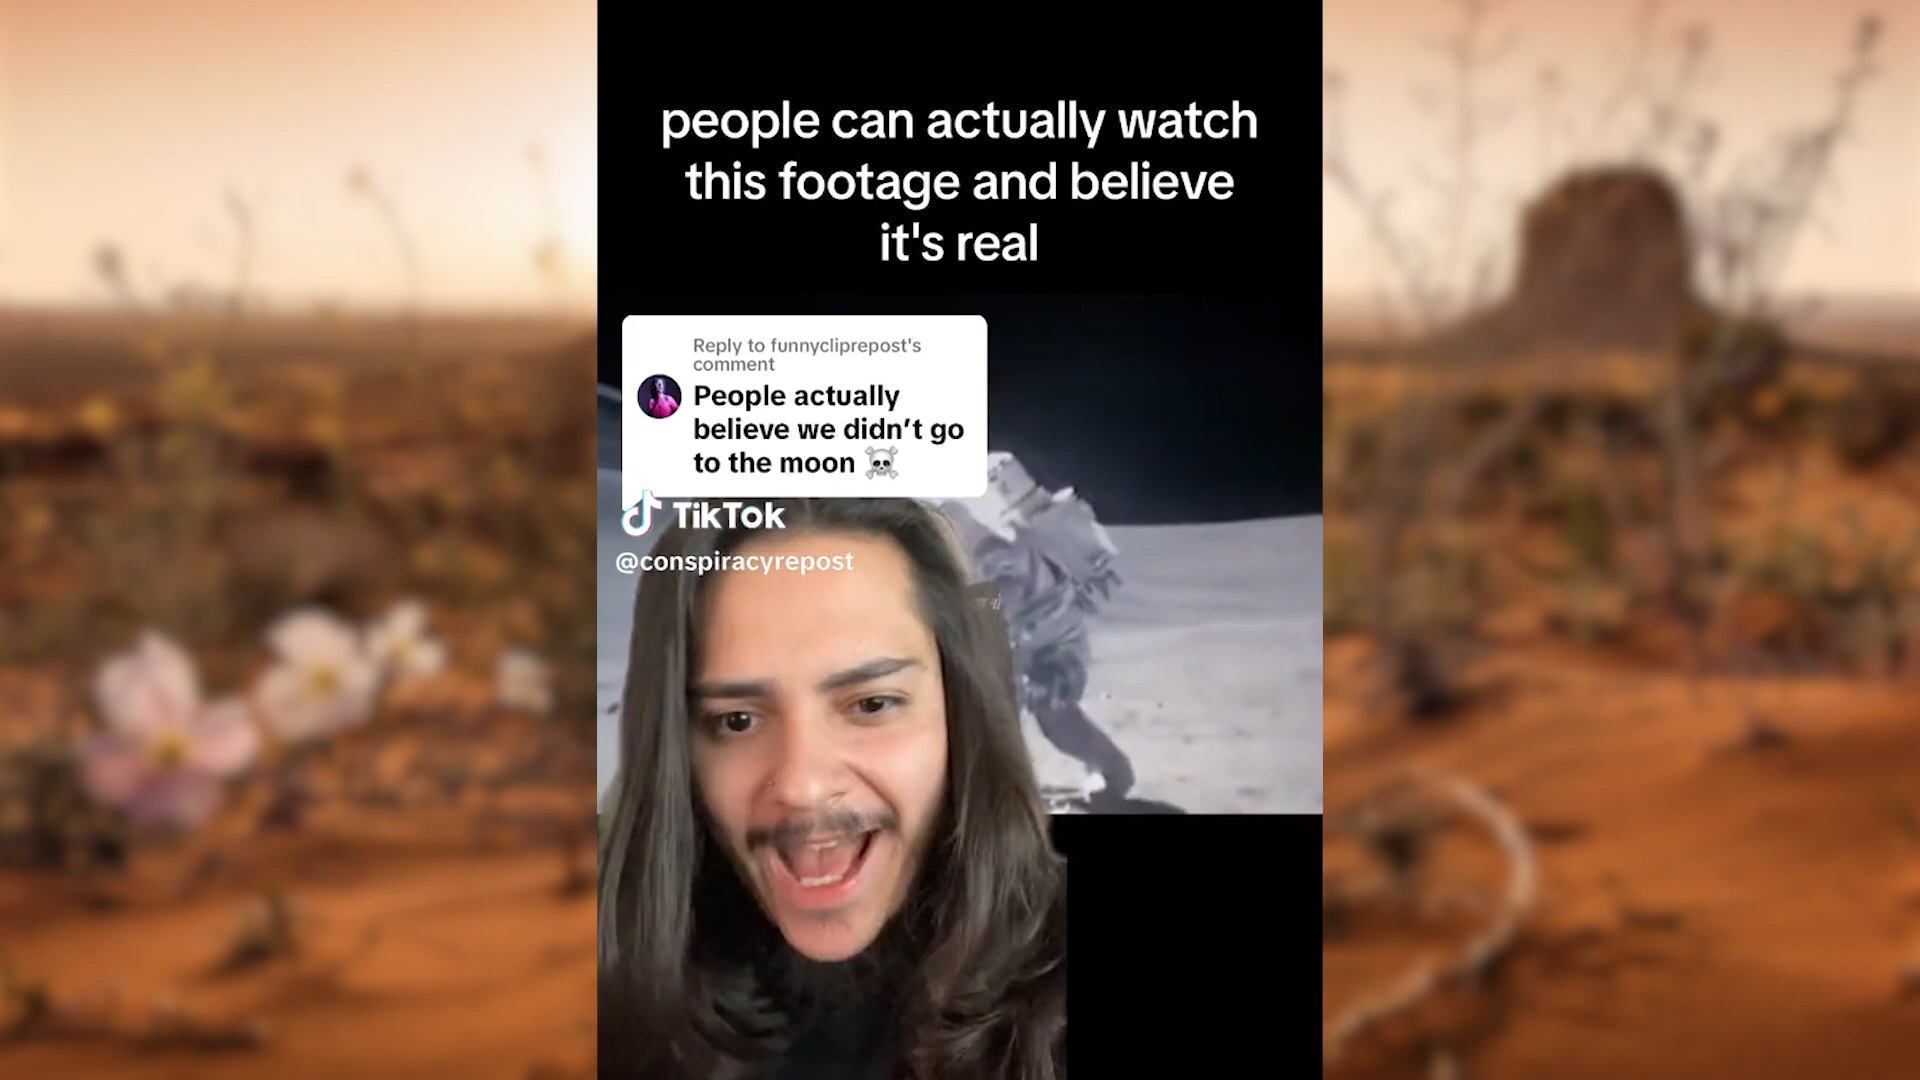 people can actually watch
this footage and believe
it's real
Reply to funnycliprepost's
comment
People actually
believe we didn’t go
to the moon ☠️
TikTok
@conspiracyrepost